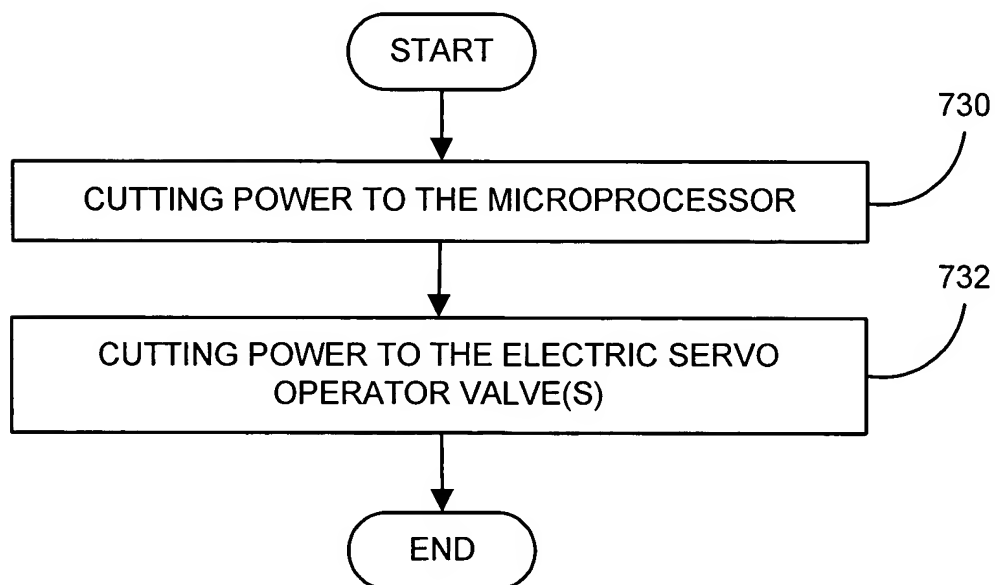 START
730
CUTTING POWER TO THE MICROPROCESSOR
732
CUTTING POWER TO THE ELECTRIC SERVO
OPERATOR VALVE(S)
END